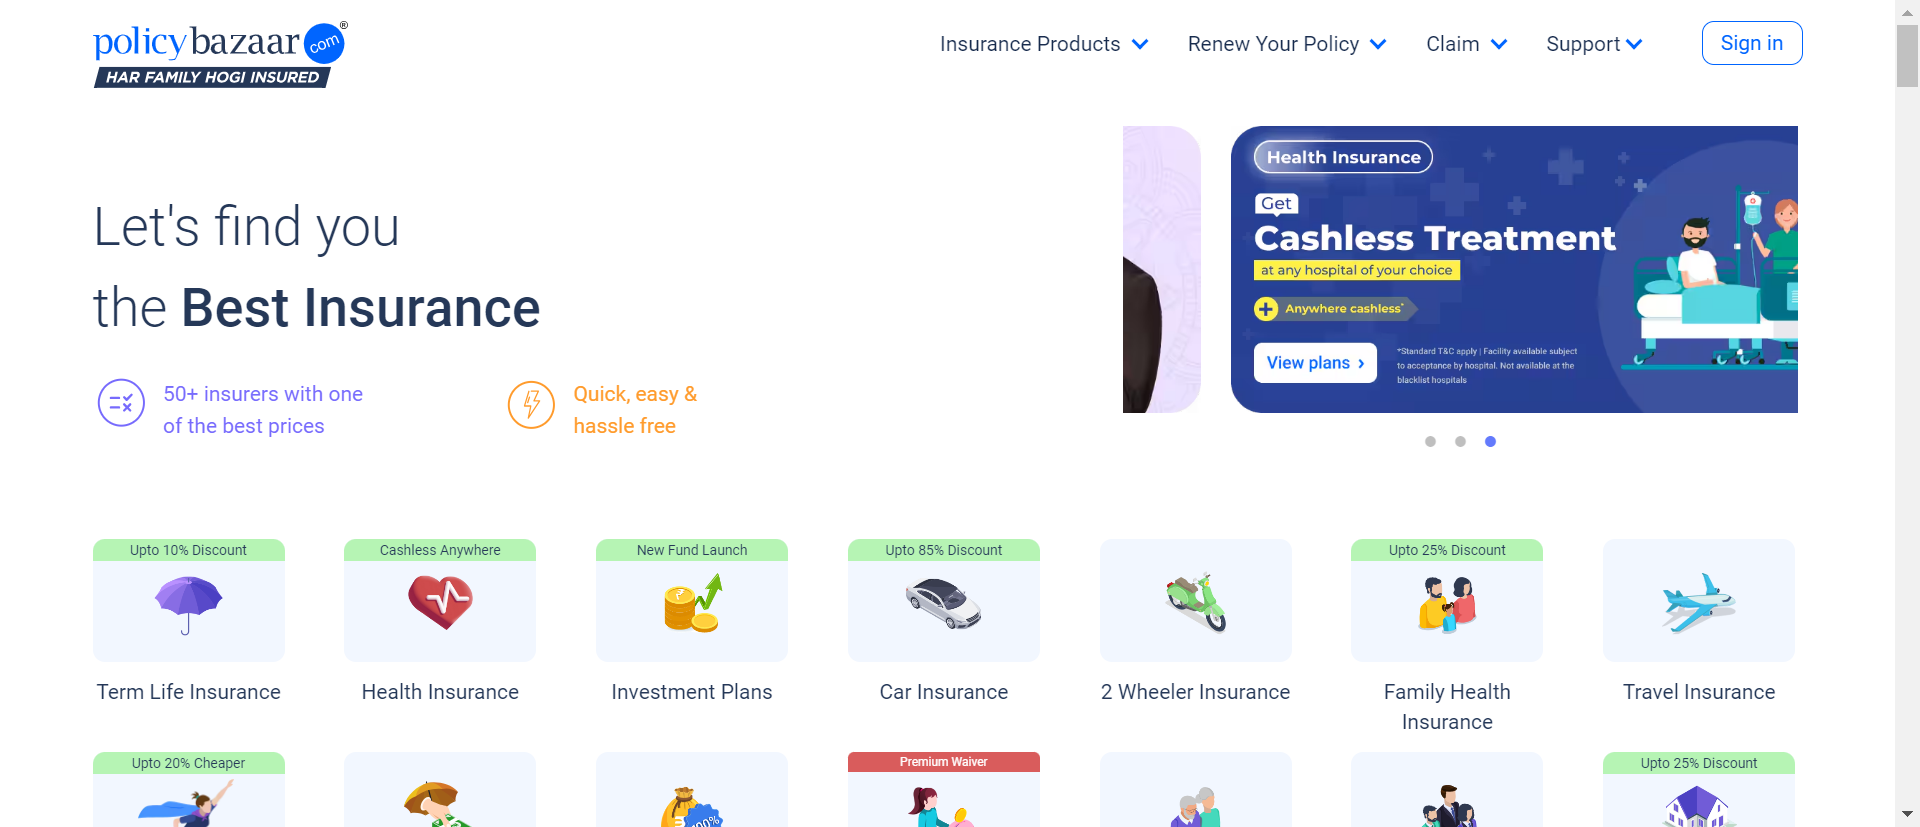 policybazaar com ®
HAR FAMILY HOGI INSURED
Insurance Products
Renew Your Policy
Claim
Support
Sign in
Let's find you
the Best Insurance
50+ insurers with one
of the best prices
Quick, easy &
hassle free
Health Insurance
Get
Cashless Treatment
at any hospital of your choice
Anywhere cashless*
View plans ›
*Standard T&C apply | Facility available subject
to acceptance by hospital. Not available at the
blacklist hospitals
Upto 10% Discount
Term Life Insurance
Cashless Anywhere
Health Insurance
New Fund Launch
Investment Plans
Upto 85% Discount
Car Insurance
2 Wheeler Insurance
Upto 25% Discount
Family Health
Insurance
Travel Insurance
Upto 20% Cheaper
100%
Premium Waiver
Upto 25% Discount